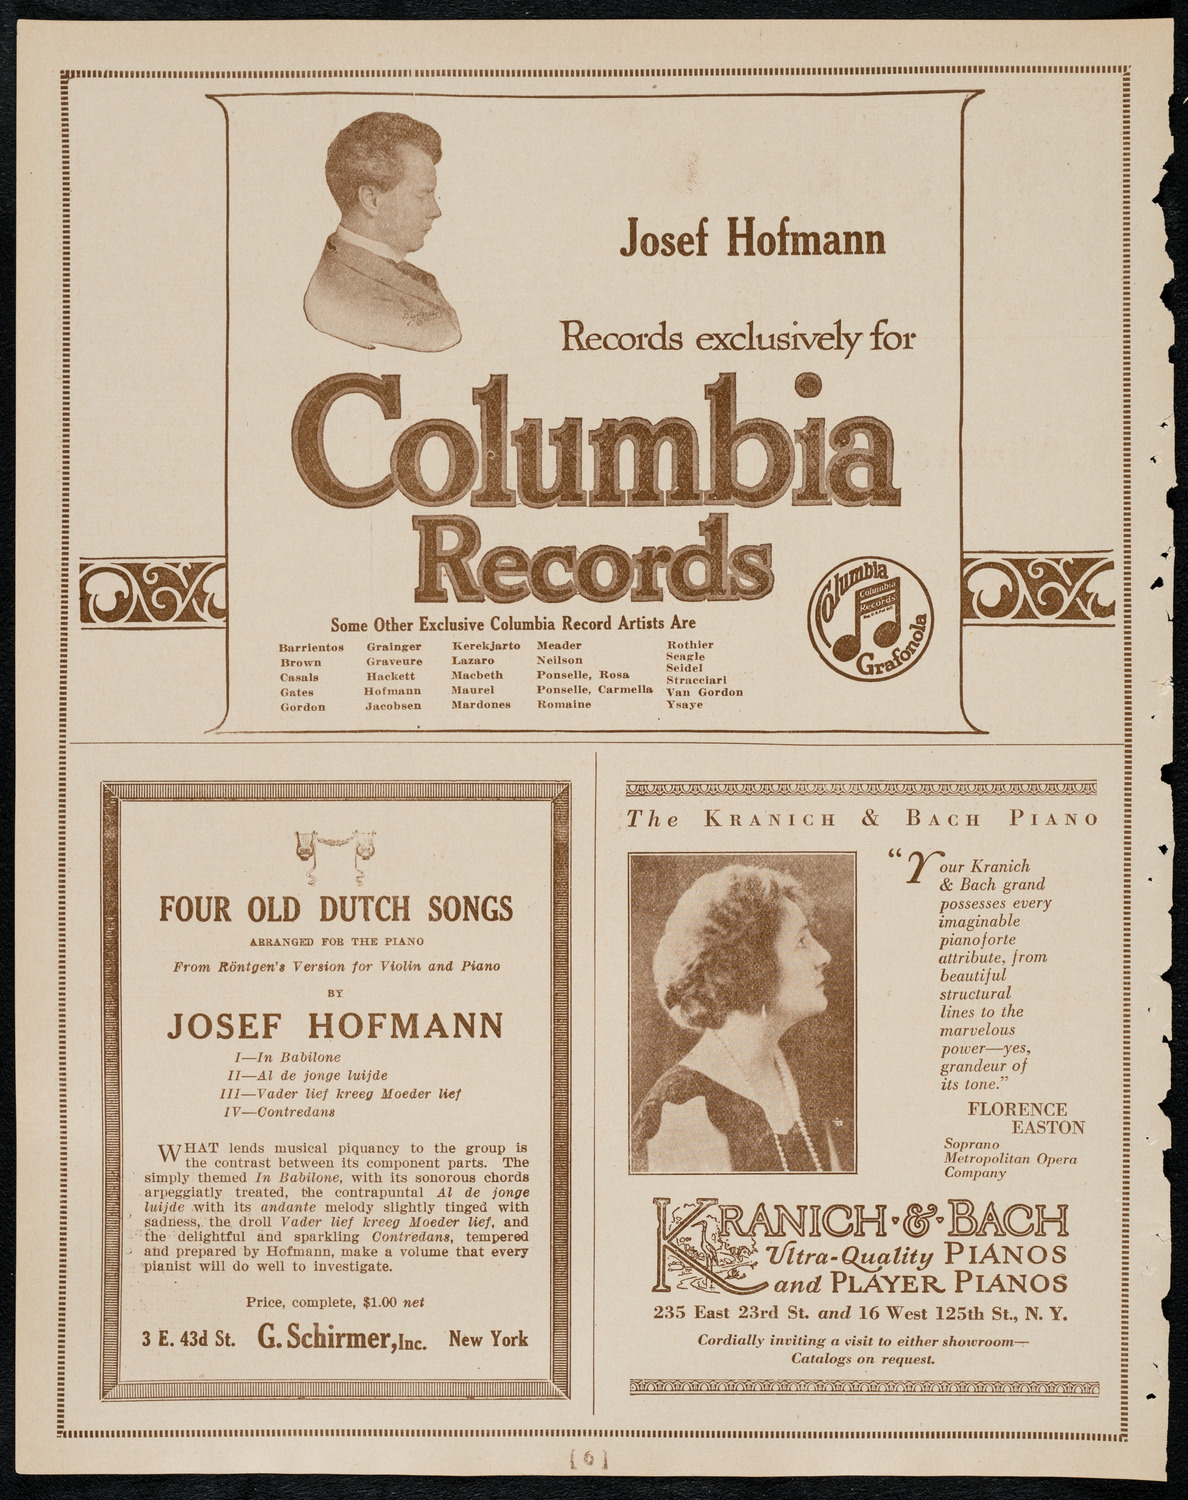 Josef Hofmann
Records exclusively for
Columbia
Records
Columbia
Columbia
Records
Grafonola
Some Other Exclusive Columbia Record Artists Are
Barrientos
Brown
Casals
Gates
Gordon
Grainger
Graveure
Hackett
Hofmann
Jacobsen
Kerekjarto
Lazaro
Macbeth
Maurel
Mardones
Meader
Neilson
Ponselle, Rosa
Ponselle, Carmella
Romaine
Rothier
Seagle
Seidel
Stracciari
Van Gordon
Ysaye
FOUR OLD DUTCH SONGS
ARRANGED FOR THE PIANO
From Röntgen's Version for Violin and Piano
BY
JOSEF HOFMANN
I—In Babilone
II—Al de jonge luijde
III—Vader lief kreeg Moeder lief
IV—Contredans
WHAT lends musical piquancy to the group is
the contrast between its component parts. The
simply themed In Babilone, with its sonorous chords
arpeggiatly treated, the contrapuntal Al de jonge
luijde with its andante melody slightly tinged with
sadness, the droll Vader lief kreeg Moeder lief, and
the delightful and sparkling Contredans, tempered
and prepared by Hofmann, make a volume that every
pianist will do well to investigate.
Price, complete, $1.00 net
3 E. 43d St. G. Schirmer, Inc. New York
The KRANICH & BACH PIANO
"Your Kranich
& Bach grand
possesses every
imaginable
pianoforte
attribute, from
beautiful
structural
lines to the
marvelous
power—yes,
grandeur of
its tone."
FLORENCE
EASTON
Soprano
Metropolitan Opera
Company
KRANICH·&·BACH
Ultra-Quality PIANOS
and PLAYER PIANOS
235 East 23rd St. and 16 West 125th St., N. Y.
Cordially inviting a visit to either showroom—
Catalogs on request.
[6]